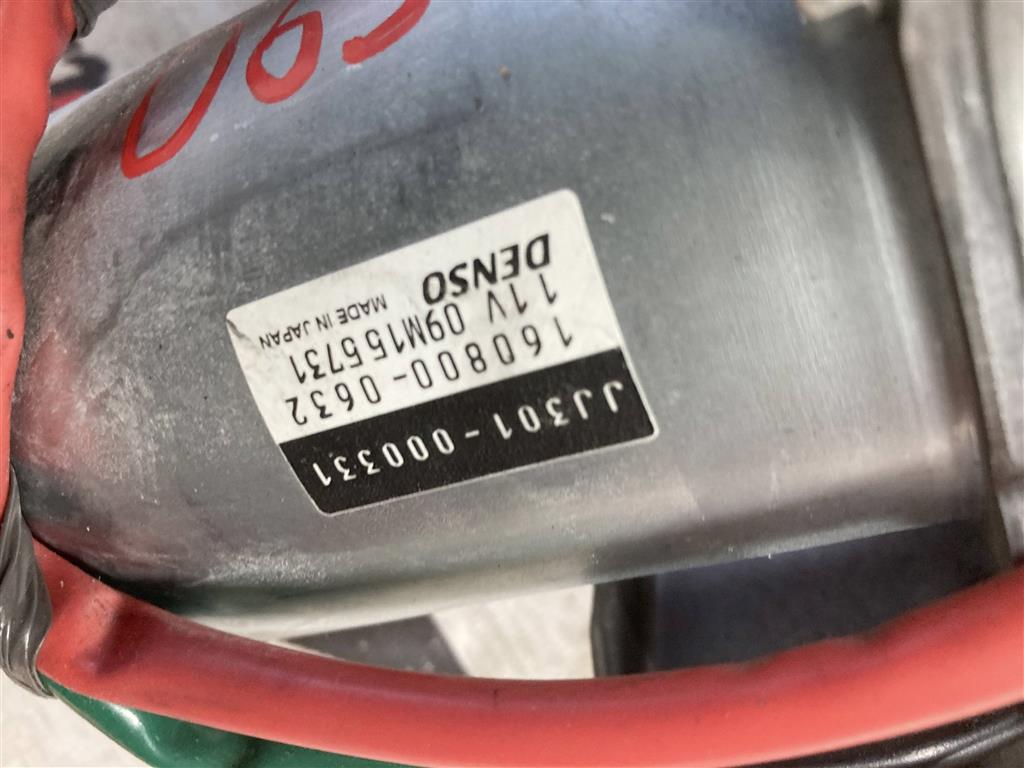 JJ301-000331
160800-0632
11V 09M155731
DENSO MADE IN JAPAN